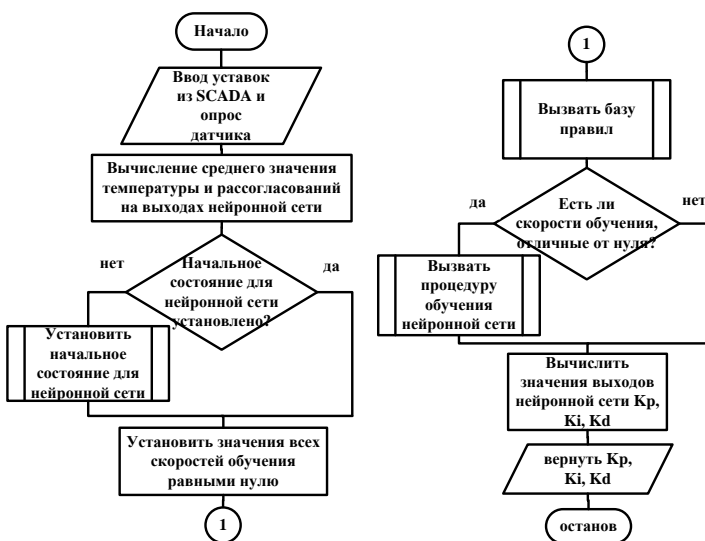 Начало
Ввод уставок
из SCADA и
опрос
датчика
Вычисление среднего значения
температуры и рассогласований
на выходах нейронной сети
нет
Начальное
состояние для
нейронной сети
установлено?
да
Установить
начальное
состояние для
нейронной сети
Установить значения всех
скоростей обучения
равными нулю
1
1
Вызвать базу
правил
да
Есть ли
скорости обучения,
отличные от нуля?
нет
Вызвать
процедуру
обучения
нейронной сети
Вычислить
значения выходов
нейронной сети Kp,
Ki, Kd
вернуть Kp,
Ki, Kd
останов